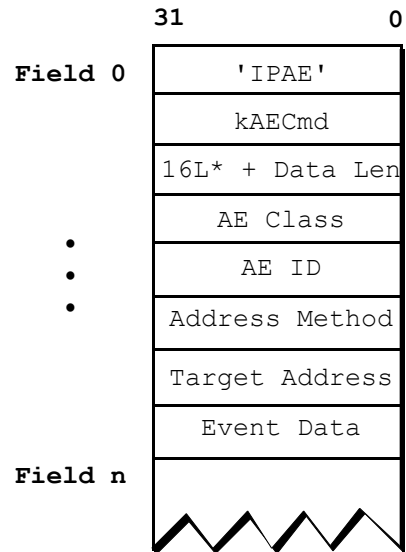 31 0
Field 0 'IPAE'
kAECmd
16L* + Data Len
AE Class
AE ID
Address Method
Target Address
Event Data
Field n